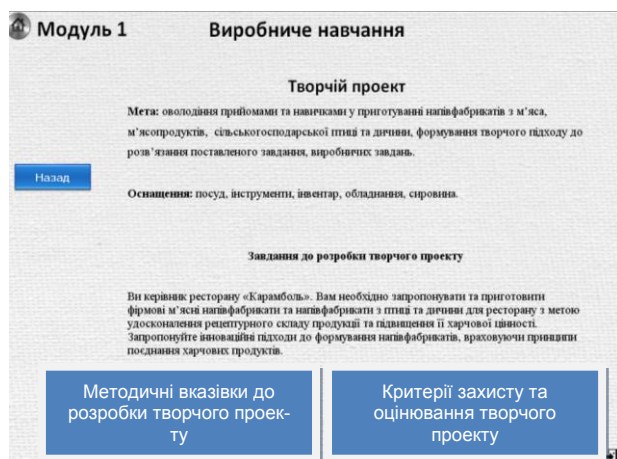 Модуль 1
Виробниче навчання
Творчій проект
Мета: оволодіння прийомами та навичками у приготуванні напівфабрикатів з м’яса,
м’ясопродуктів, сільськогосподарської птиці та дичини, формування творчого підходу до
розв’язання поставленого завдання, виробничих завдань.
Назад
Оснащення: посуд, інструменти, інвентар, обладнання, сировина.
Завдання до розробки творчого проекту
Ви керівник ресторану «Карамболь». Вам необхідно запропонувати та приготовити
фірмові м’ясні напівфабрикати та напівфабрикати з птиці та дичини для ресторану з метою
удосконалення рецептурного складу продукції та підвищення її харчової цінності.
Запропонуйте інноваційні підходи до формування напівфабрикатів, враховуючи принципи
поєднання харчових продуктів.
Методичні вказівки до
розробки творчого проек-
ту
Критерії захисту та
оцінювання творчого
проекту